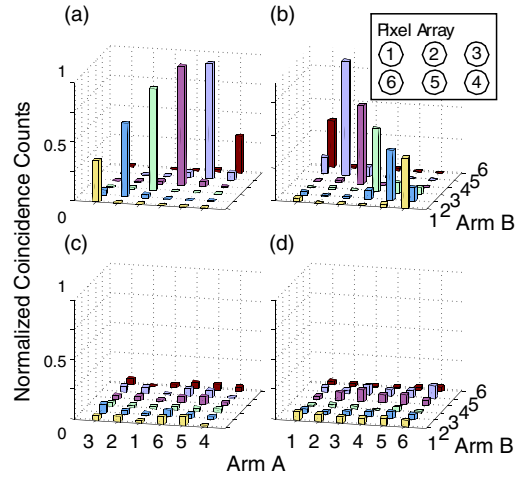 (a)
(b)
Pixel Array
1 2 3
6 5 4
1
0.5
0
6
5
4
3
2
1
Arm B
Normalized Coincidence Counts
(c)
(d)
1
0.5
0
3 2 1 6 5 4
Arm A
1 2 3 4 5 6
6
5
4
3
2
1
Arm B